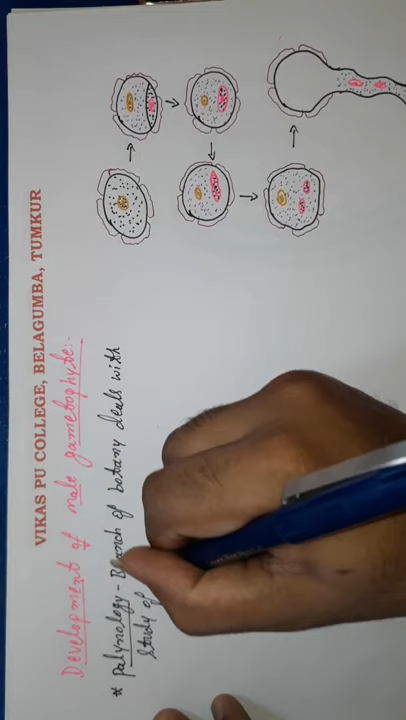 VIKAS PU COLLEGE, BELAGUMBA, TUMKUR
Development of male gametophyte:-
* Palynology - Branch of botany deals with
study of